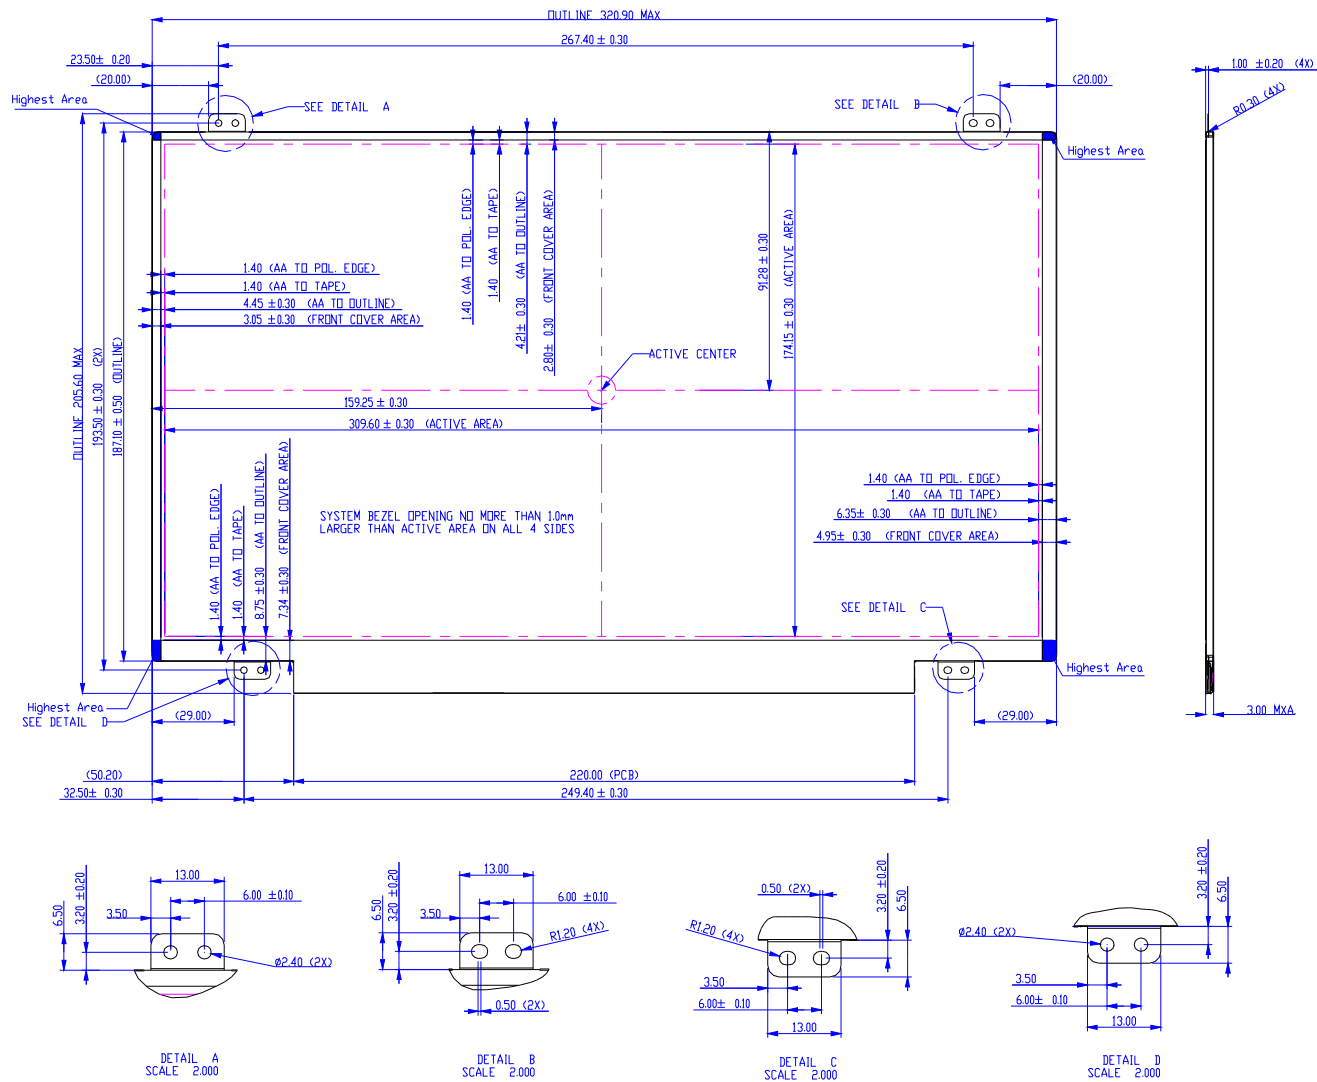 OUTLINE 320.90 MAX
267.40 ± 0.30
23.50± 0.20
(20.00)
(20.00)
1.00 ±0.20 (4X)
R0.30 (4X)
Highest Area
SEE DETAIL A
SEE DETAIL B
Highest Area
1.40 (AA TO POL. EDGE)
1.40 (AA TO TAPE)
4.21± 0.30 (AA TO OUTLINE)
2.80± 0.30 (FRONT COVER AREA)
91.28 ± 0.30
174.15 ± 0.30 (ACTIVE AREA)
1.40 (AA TO POL. EDGE)
1.40 (AA TO TAPE)
4.45 ±0.30 (AA TO OUTLINE)
3.05 ±0.30 (FRONT COVER AREA)
OUTLINE 205.60 MAX
193.50 ± 0.30 (2X)
187.10 ± 0.50 (OUTLINE)
ACTIVE CENTER
159.25 ± 0.30
309.60 ± 0.30 (ACTIVE AREA)
1.40 (AA TO POL. EDGE)
1.40 (AA TO TAPE)
8.75 ±0.30 (AA TO OUTLINE)
7.34 ±0.30 (FRONT COVER AREA)
SYSTEM BEZEL OPENING NO MORE THAN 1.0mm
LARGER THAN ACTIVE AREA ON ALL 4 SIDES
1.40 (AA TO POL. EDGE)
1.40 (AA TO TAPE)
6.35± 0.30 (AA TO OUTLINE)
4.95± 0.30 (FRONT COVER AREA)
SEE DETAIL C
Highest Area
Highest Area
SEE DETAIL D
(29.00)
(29.00)
3.00 MXA
(50.20)
220.00 (PCB)
32.50± 0.30
249.40 ± 0.30
13.00
6.00 ±0.10
3.50
6.50
3.20 ±0.20
ø2.40 (2X)
DETAIL A
SCALE 2.000
13.00
6.00 ±0.10
3.50
6.50
3.20 ±0.20
R1.20 (4X)
0.50 (2X)
DETAIL B
SCALE 2.000
0.50 (2X)
3.20 ±0.20
6.50
R1.20 (4X)
3.50
6.00± 0.10
13.00
DETAIL C
SCALE 2.000
3.20 ±0.20
6.50
ø2.40 (2X)
3.50
6.00± 0.10
13.00
DETAIL D
SCALE 2.000